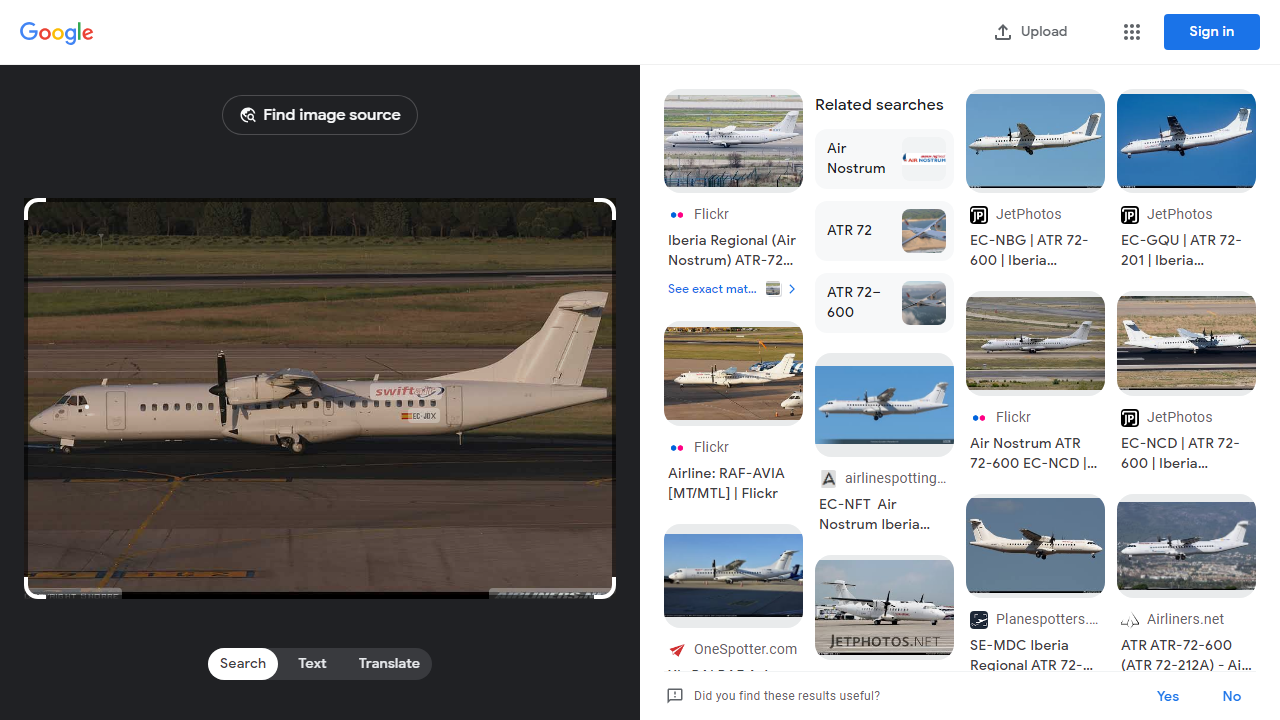 Google
Upload
Sign in
Find image source
swiftair
EC-JBX
AIRLINERS.NET
Search
Text
Translate
Flickr
Iberia Regional (Air
Nostrum) ATR-72...
See exact mat...
Flickr
Airline: RAF-AVIA
[MT/MTL] | Flickr
OneSpotter.com
Related searches
Air
Nostrum
AIR NOSTRUM
ATR 72
ATR 72–
600
airlinespotting...
EC-NFT Air
Nostrum Iberia...
JETPHOTOS.NET
JetPhotos
EC-NBG | ATR 72-
600 | Iberia...
Flickr
Air Nostrum ATR
72-600 EC-NCD |...
Planespotters....
SE-MDC Iberia
Regional ATR 72-...
JetPhotos
EC-GQU | ATR 72-
201 | Iberia...
JetPhotos
EC-NCD | ATR 72-
600 | Iberia...
Airliners.net
ATR ATR-72-600
(ATR 72-212A) - Ai...
Did you find these results useful?
Yes
No